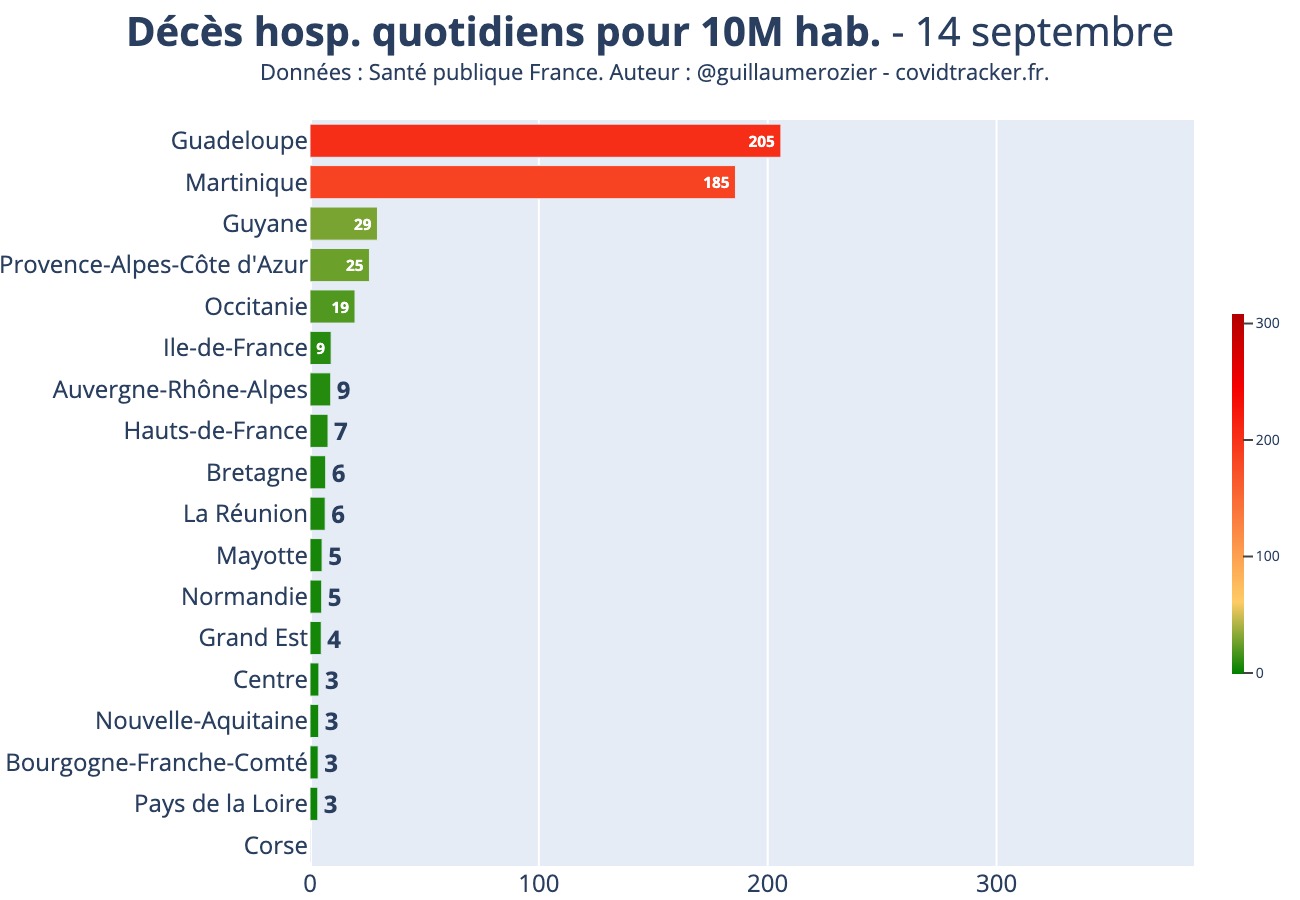 Décès hosp. quotidiens pour 10M hab. - 14 septembre
Données : Santé publique France. Auteur : @guillaumerozier - covidtracker.fr.
Guadeloupe 205
Martinique 185
Guyane 29
Provence-Alpes-Côte d'Azur 25
Occitanie 19
Ile-de-France 9
Auvergne-Rhône-Alpes 9
Hauts-de-France 7
Bretagne 6
La Réunion 6
Mayotte 5
Normandie 5
Grand Est 4
Centre 3
Nouvelle-Aquitaine 3
Bourgogne-Franche-Comté 3
Pays de la Loire 3
Corse
0 100 200 300
300
200
100
0